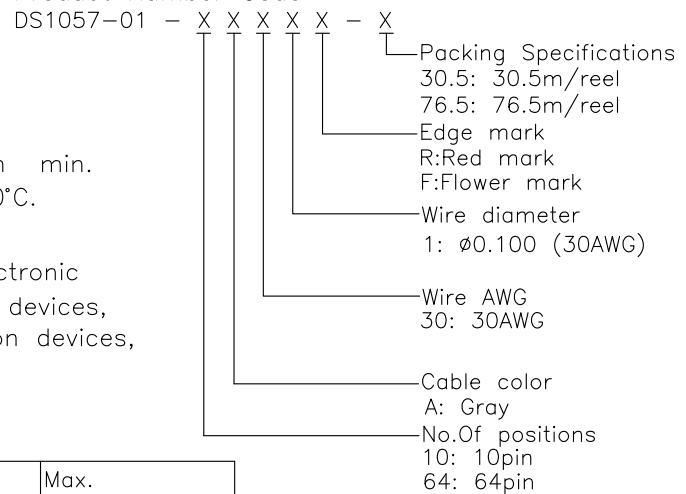 DS1057-01 - X X X X X - X
Packing Specifications
30.5: 30.5m/reel
76.5: 76.5m/reel
Edge mark
min.
R:Red mark
F:Flower mark
°C.
Wire diameter
1: ø0.100 (30AWG)
devices,
Wire AWG
30: 30AWG
devices,
Cable color
A: Gray
No.Of positions
10: 10pin
64: 64pin
Max.